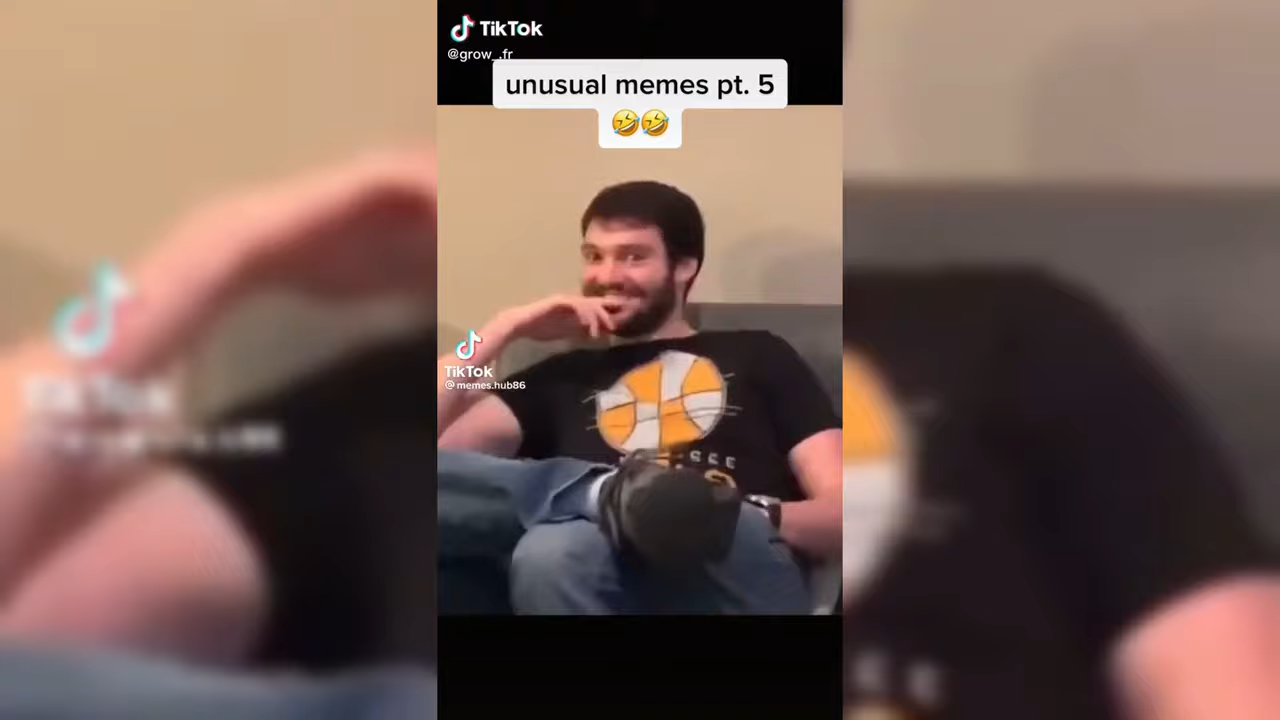 TikTok
@grow_.fr
unusual memes pt. 5
🤣🤣
TikTok
@memes.hub86